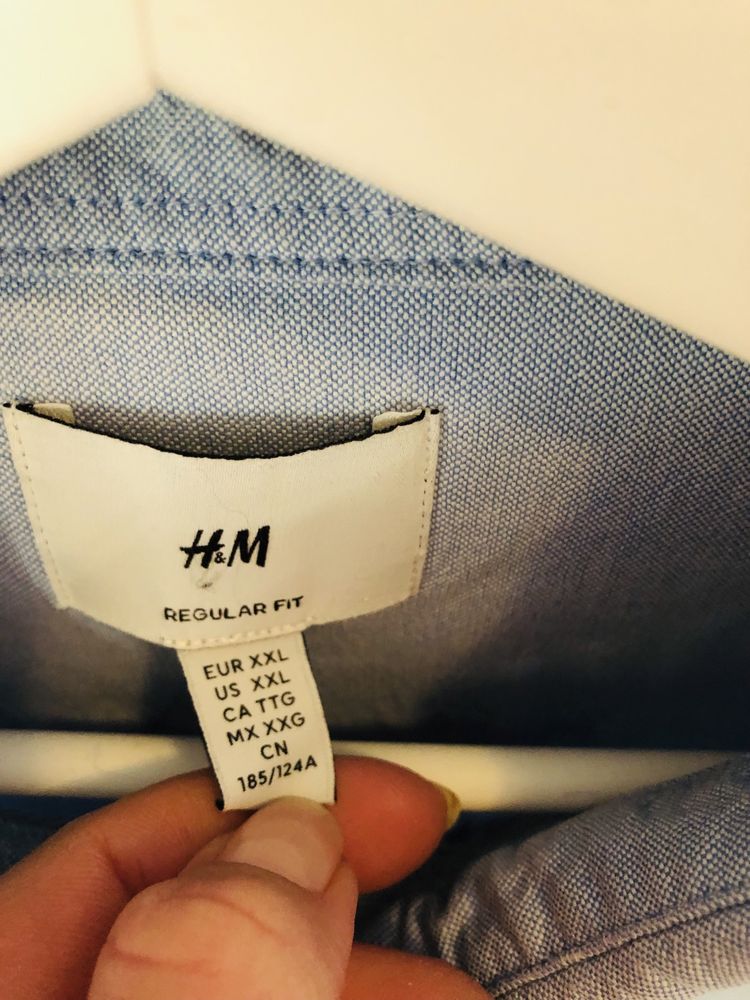 H&M
REGULAR FIT
EUR XXL
US XXL
CA TTG
MX XXG
CN
185/124A